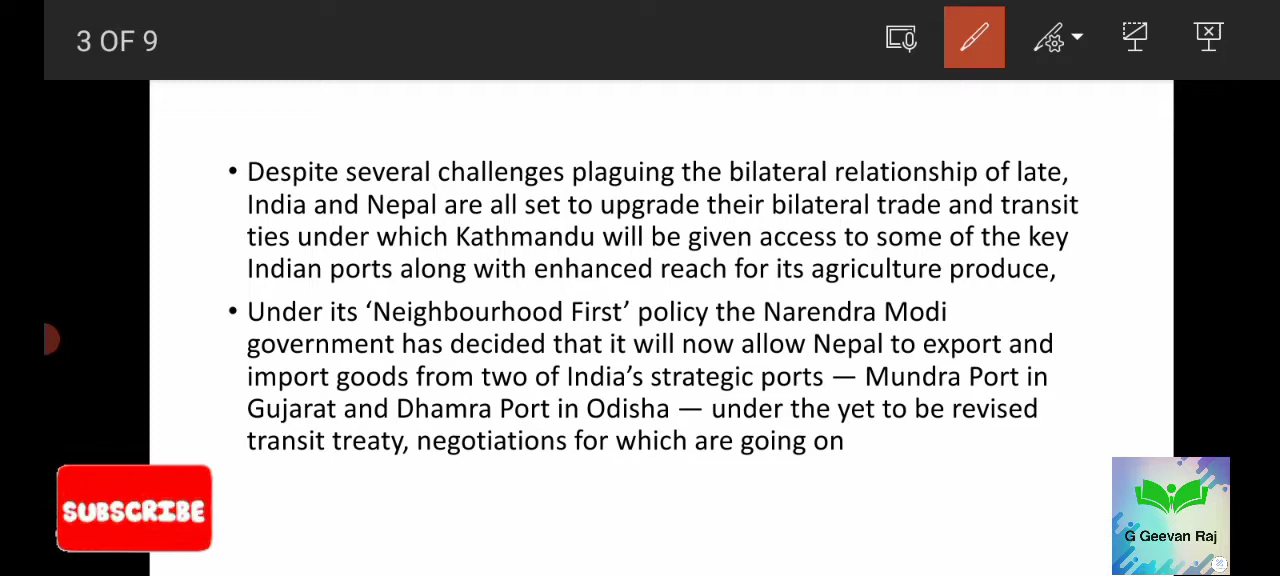 3 OF 9
• Despite several challenges plaguing the bilateral relationship of late,
India and Nepal are all set to upgrade their bilateral trade and transit
ties under which Kathmandu will be given access to some of the key
Indian ports along with enhanced reach for its agriculture produce,
• Under its ‘Neighbourhood First’ policy the Narendra Modi
government has decided that it will now allow Nepal to export and
import goods from two of India’s strategic ports — Mundra Port in
Gujarat and Dhamra Port in Odisha — under the yet to be revised
transit treaty, negotiations for which are going on
SUBSCRIBE
G Geevan Raj